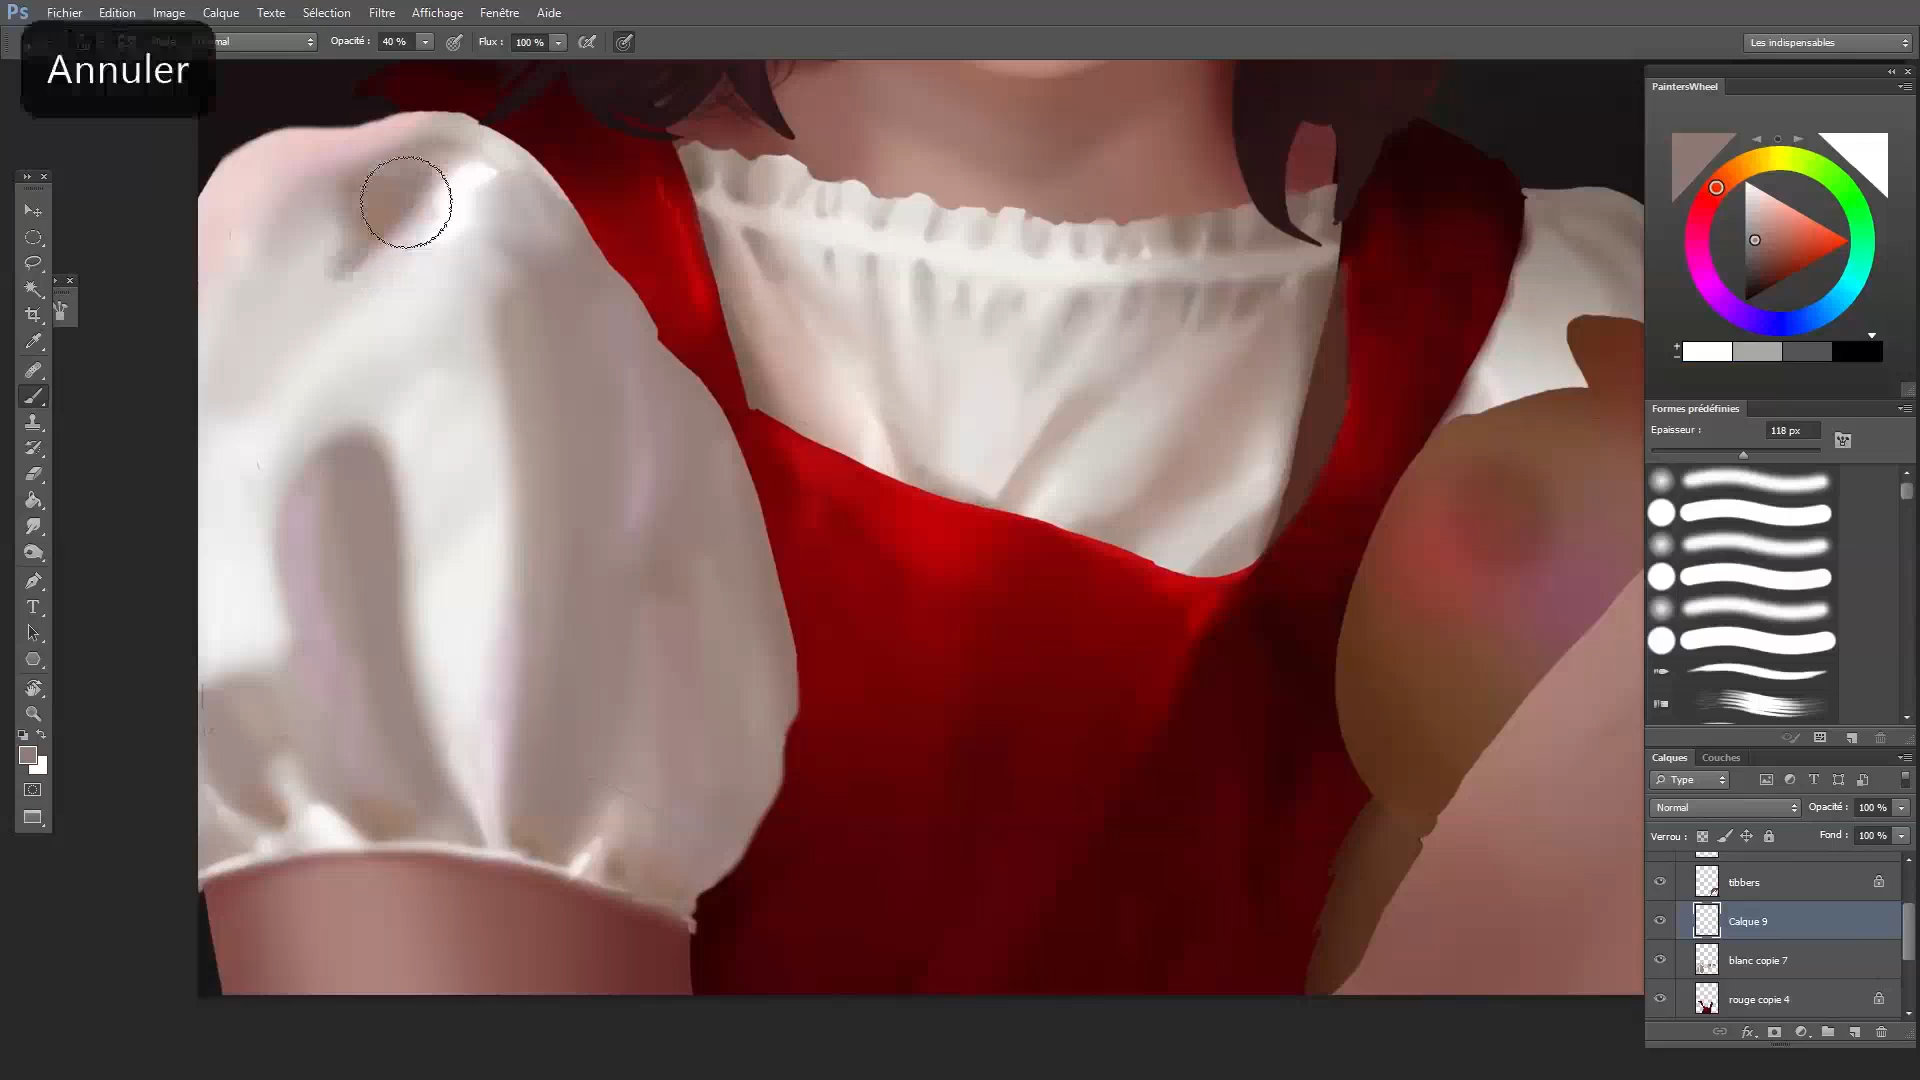 Ps Fichier Edition Image Calque Texte Sélection Filtre Affichage Fenêtre Aide
Opacité : 40 % Flux : 100 % Les indispensables
Annuler
PaintersWheel
Formes prédéfinies
Epaisseur : 118 px
Calques Couches
Type
Normal Opacité : 100 %
Verrou : Fond : 100 %
tibbers
Calque 9
blanc copie 7
rouge copie 4